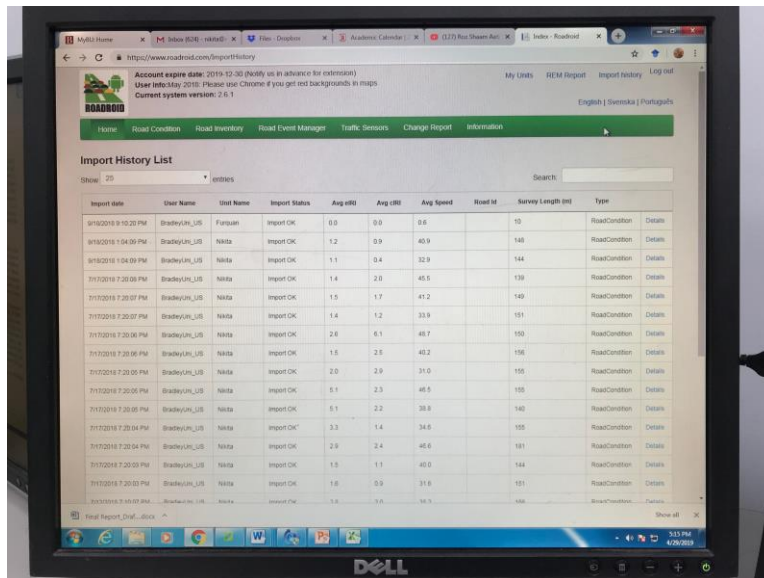 MyBU Home
Files - Dropbox
Academic Calendar
Index - Roadroid
https://www.roadroid.com/ImportHistory
Account expire date: 2019-12-30 (Notify us in advance for extension)
User info:May 2018: Please use Chrome if you get red backgrounds in maps
Current system version: 2.6.1
My Units REM Report Import history Log out
ROADROID
English | Svenska | Português
Home Road Condition Road Inventory Road Event Manager Traffic Sensors Change Report Information
Import History List
Show 25 entries Search:
Import date User Name Unit Name Import Status Avg eIRI Avg cIRI Avg Speed Road Id Survey Length (m) Type
9/18/2018 9:10:20 PM BradleyUni_US Furquan Import OK 0.0 0.0 0.6 10 RoadCondition Details
9/18/2018 1:04:09 PM BradleyUni_US Nikita Import OK 1.2 0.9 40.9 148 RoadCondition Details
9/18/2018 1:04:09 PM BradleyUni_US Nikita Import OK 1.1 0.4 32.9 144 RoadCondition Details
7/17/2018 7:20:08 PM BradleyUni_US Nikita Import OK 1.4 2.0 45.5 139 RoadCondition Details
7/17/2018 7:20:07 PM BradleyUni_US Nikita Import OK 1.5 1.7 41.2 149 RoadCondition Details
7/17/2018 7:20:07 PM BradleyUni_US Nikita Import OK 1.4 1.2 33.9 151 RoadCondition Details
7/17/2018 7:20:06 PM BradleyUni_US Nikita Import OK 2.6 6.1 46.7 150 RoadCondition Details
7/17/2018 7:20:06 PM BradleyUni_US Nikita Import OK 1.5 2.5 40.2 156 RoadCondition Details
7/17/2018 7:20:05 PM BradleyUni_US Nikita Import OK 2.0 2.9 31.0 155 RoadCondition Details
7/17/2018 7:20:05 PM BradleyUni_US Nikita Import OK 5.1 2.3 46.5 155 RoadCondition Details
7/17/2018 7:20:05 PM BradleyUni_US Nikita Import OK 5.1 2.2 38.8 140 RoadCondition Details
7/17/2018 7:20:04 PM BradleyUni_US Nikita Import OK 3.3 1.4 34.6 155 RoadCondition Details
7/17/2018 7:20:04 PM BradleyUni_US Nikita Import OK 2.9 2.4 46.6 191 RoadCondition Details
7/17/2018 7:20:03 PM BradleyUni_US Nikita Import OK 1.5 1.1 40.0 144 RoadCondition Details
7/17/2018 7:20:03 PM BradleyUni_US Nikita Import OK 1.6 0.9 31.6 151 RoadCondition Details
Final Report_Draf...docx Show all
5:15 PM
4/29/2019
DELL